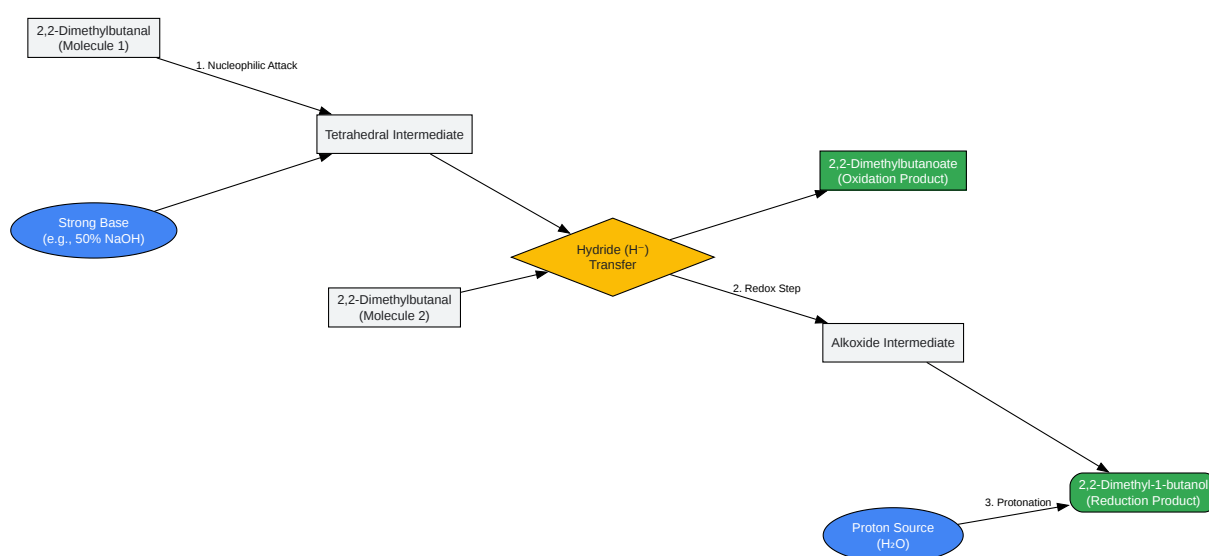 2,2-Dimethylbutanal
(Molecule 1)
1. Nucleophilic Attack
Tetrahedral Intermediate
Strong Base
(e.g., 50% NaOH)
2,2-Dimethylbutanoate
(Oxidation Product)
Hydride (H⁻)
Transfer
2,2-Dimethylbutanal
(Molecule 2)
2. Redox Step
Alkoxide Intermediate
2,2-Dimethyl-1-butanol
(Reduction Product)
3. Protonation
Proton Source
(H₂O)